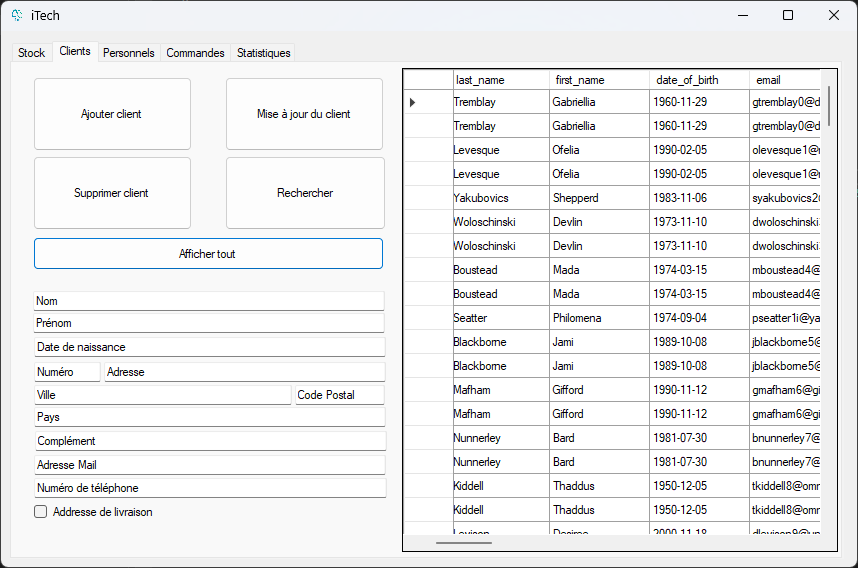 iTech
Stock Clients Personnels Commandes Statistiques
Ajouter client Mise à jour du client
Supprimer client Rechercher
Afficher tout
Nom
Prénom
Date de naissance
Numéro Adresse
Ville Code Postal
Pays
Complément
Adresse Mail
Numéro de téléphone
Addresse de livraison
last_name first_name date_of_birth email
Tremblay Gabriellia 1960-11-29 gtremblay0@d
Tremblay Gabriellia 1960-11-29 gtremblay0@d
Levesque Ofelia 1990-02-05 olevesque1@
Levesque Ofelia 1990-02-05 olevesque1@
Yakubovics Shepperd 1983-11-06 syakubovics2
Woloschinski Devlin 1973-11-10 dwoloschinski
Woloschinski Devlin 1973-11-10 dwoloschinski
Boustead Mada 1974-03-15 mboustead4@
Boustead Mada 1974-03-15 mboustead4@
Seatter Philomena 1974-09-04 pseatter1i@ya
Blackborne Jami 1989-10-08 jblackborne5@
Blackborne Jami 1989-10-08 jblackborne5@
Mafham Gifford 1990-11-12 gmafham6@gi
Mafham Gifford 1990-11-12 gmafham6@gi
Nunnerley Bard 1981-07-30 bnunnerley7@
Nunnerley Bard 1981-07-30 bnunnerley7@
Kiddell Thaddus 1950-12-05 tkiddell8@omr
Kiddell Thaddus 1950-12-05 tkiddell8@omr
2000-11-18